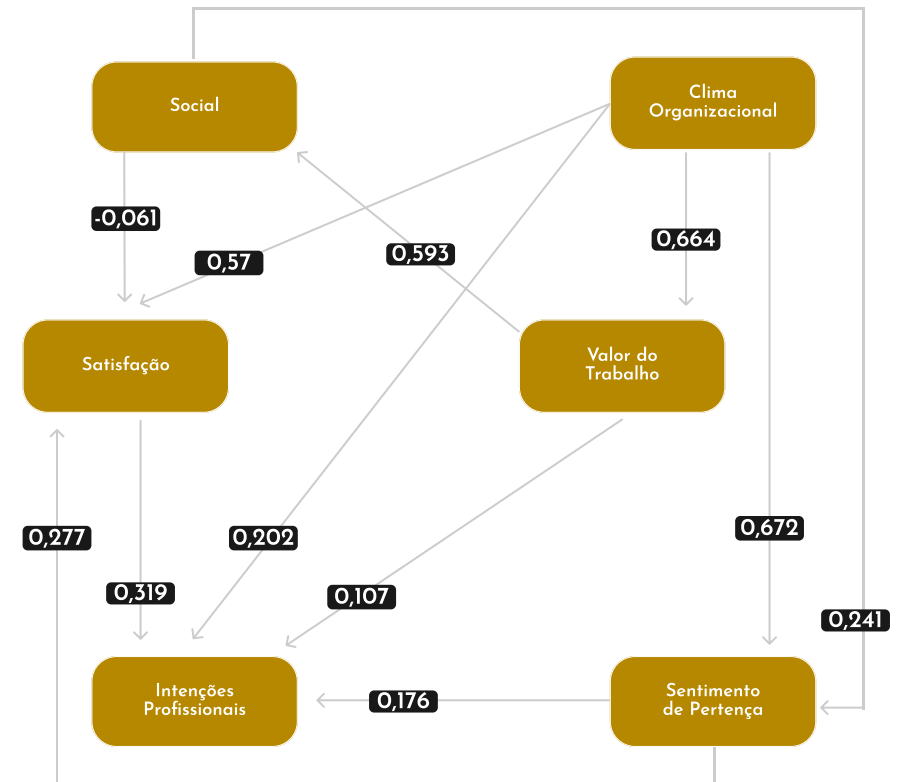 Social
Clima
Organizacional
-0,061
0,57
0,593
0,664
Satisfação
Valor do
Trabalho
0,277
0,202
0,672
0,319
0,107
0,241
Intenções
Profissionais
0,176
Sentimento
de Pertença